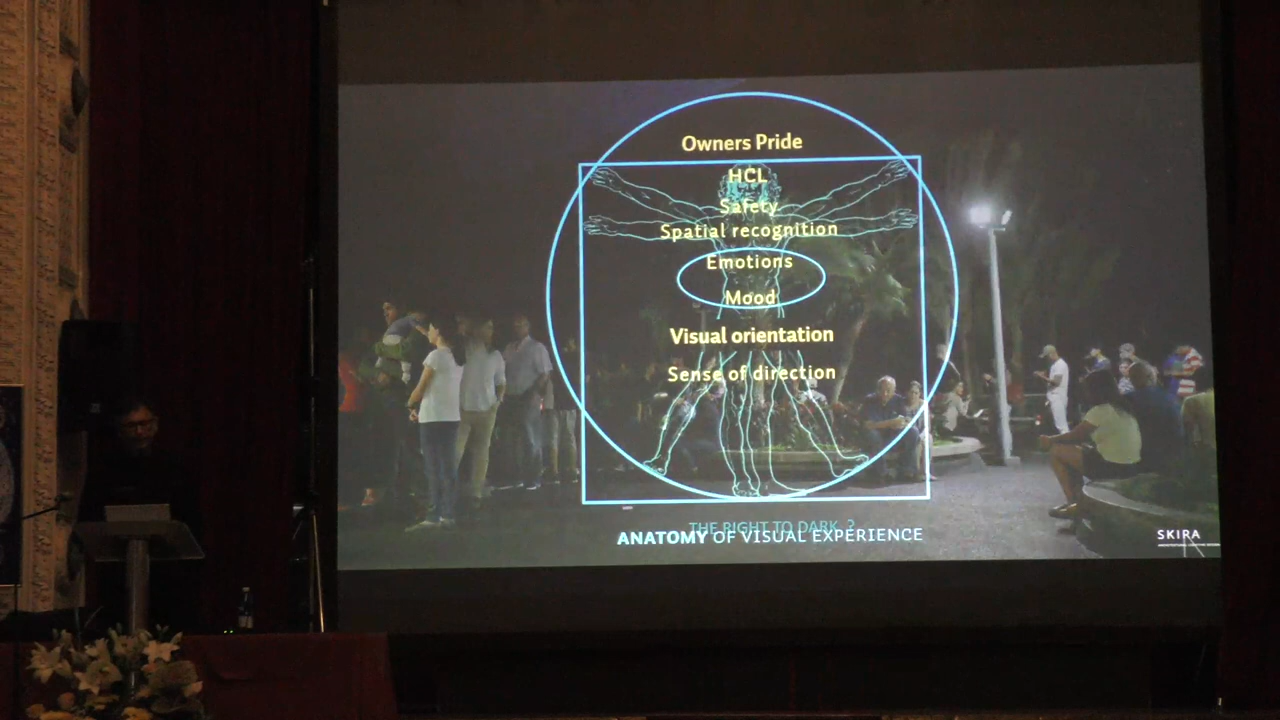 Owners Pride
HCL
Safety
Spatial recognition
Emotions
Mood
Visual orientation
Sense of direction
THE RIGHT TO DARK ?
ANATOMY OF VISUAL EXPERIENCE
SKIRA